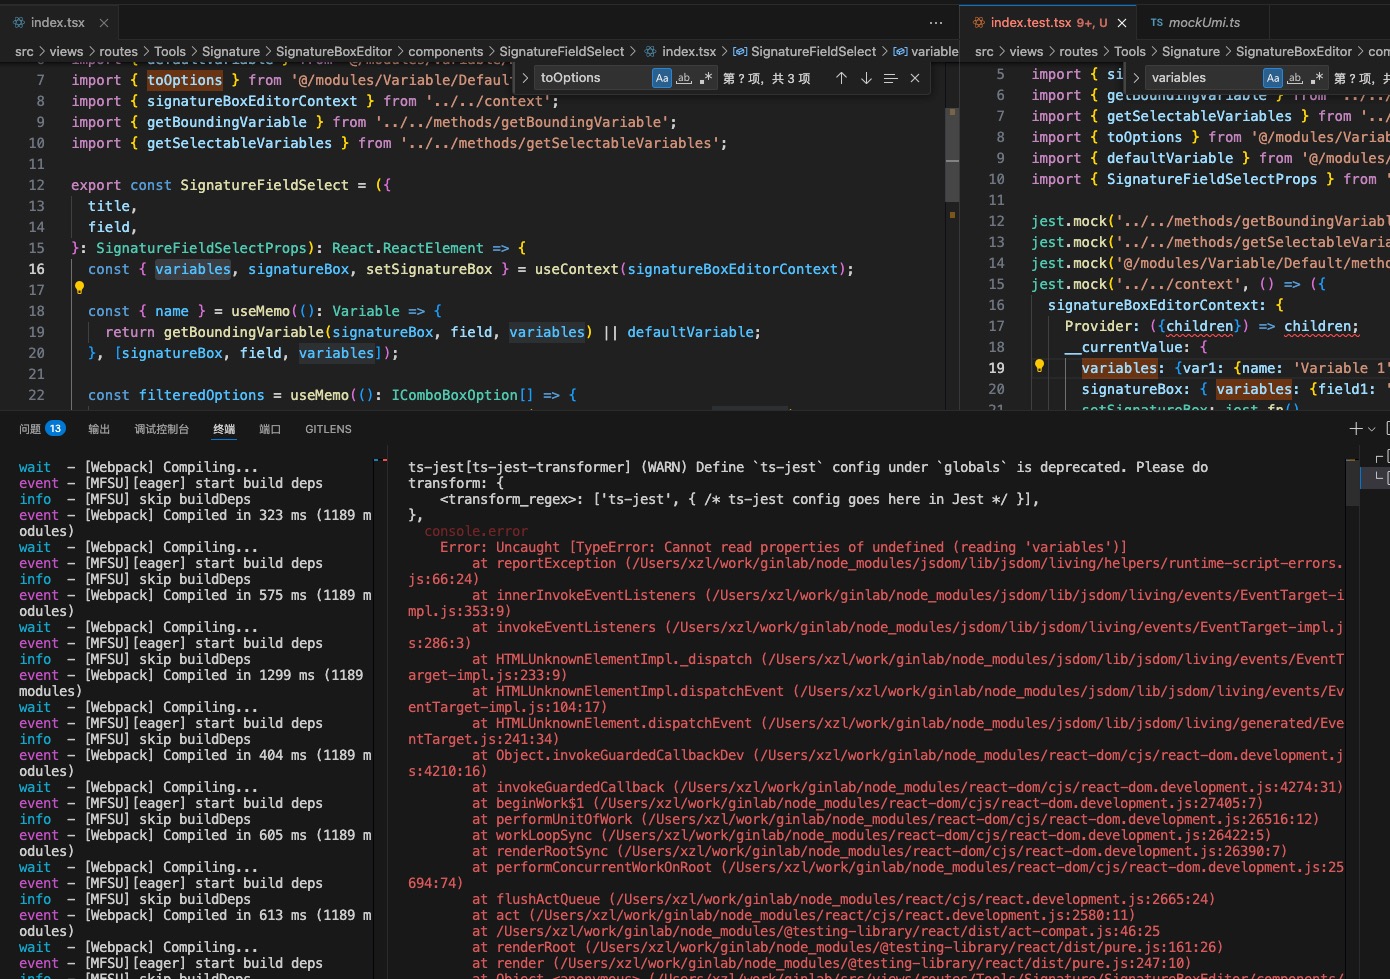 index.tsx ×
src > views > routes > Tools > Signature > SignatureBoxEditor > components > SignatureFieldSelect > index.tsx > SignatureFieldSelect > variable
toOptions Aa ab .* 第 ? 项, 共 3 项
7 import { toOptions } from '@/modules/Variable/Defaul
8 import { signatureBoxEditorContext } from '../../context';
9 import { getBoundingVariable } from '../../methods/getBoundingVariable';
10 import { getSelectableVariables } from '../../methods/getSelectableVariables';
11
12 export const SignatureFieldSelect = ({
13 title,
14 field,
15 }: SignatureFieldSelectProps): React.ReactElement => {
16 const { variables, signatureBox, setSignatureBox } = useContext(signatureBoxEditorContext);
17
18 const { name } = useMemo((): Variable => {
19 return getBoundingVariable(signatureBox, field, variables) || defaultVariable;
20 }, [signatureBox, field, variables]);
21
22 const filteredOptions = useMemo((): IComboBoxOption[] => {
index.test.tsx 9+, U ×
TS mockUmi.ts
src > views > routes > Tools > Signature > SignatureBoxEditor > com
variables Aa ab .* 第 ? 项, 共
5 import { si
6 import { getBoundingVariable } from '../../
7 import { getSelectableVariables } from '../
8 import { toOptions } from '@/modules/Variab
9 import { defaultVariable } from '@/modules/
10 import { SignatureFieldSelectProps } from '
11
12 jest.mock('../../methods/getBoundingVariabl
13 jest.mock('../../methods/getSelectableVaria
14 jest.mock('@/modules/Variable/Default/metho
15 jest.mock('../../context', () => ({
16 signatureBoxEditorContext: {
17 Provider: ({children}) => children;
18 __currentValue: {
19 variables: {var1: {name: 'Variable 1'
20 signatureBox: { variables: {field1: '
21 setSignatureBox: jest.fn()
问题 13 输出 调试控制台 终端 端口 GITLENS
wait - [Webpack] Compiling...
event - [MFSU][eager] start build deps
info - [MFSU] skip buildDeps
event - [Webpack] Compiled in 323 ms (1189 m
odules)
wait - [Webpack] Compiling...
event - [MFSU][eager] start build deps
info - [MFSU] skip buildDeps
event - [Webpack] Compiled in 575 ms (1189 m
odules)
wait - [Webpack] Compiling...
event - [MFSU][eager] start build deps
info - [MFSU] skip buildDeps
event - [Webpack] Compiled in 1299 ms (1189
modules)
wait - [Webpack] Compiling...
event - [MFSU][eager] start build deps
info - [MFSU] skip buildDeps
event - [Webpack] Compiled in 404 ms (1189 m
odules)
wait - [Webpack] Compiling...
event - [MFSU][eager] start build deps
info - [MFSU] skip buildDeps
event - [Webpack] Compiled in 605 ms (1189 m
odules)
wait - [Webpack] Compiling...
event - [MFSU][eager] start build deps
info - [MFSU] skip buildDeps
event - [Webpack] Compiled in 613 ms (1189 m
odules)
wait - [Webpack] Compiling...
event - [MFSU][eager] start build deps
info - [MFSU] skip buildDeps
ts-jest[ts-jest-transformer] (WARN) Define `ts-jest` config under `globals` is deprecated. Please do
transform: {
<transform_regex>: ['ts-jest', { /* ts-jest config goes here in Jest */ }],
},
console.error
Error: Uncaught [TypeError: Cannot read properties of undefined (reading 'variables')]
at reportException (/Users/xzl/work/ginlab/node_modules/jsdom/lib/jsdom/living/helpers/runtime-script-errors.
js:66:24)
at innerInvokeEventListeners (/Users/xzl/work/ginlab/node_modules/jsdom/lib/jsdom/living/events/EventTarget-i
mpl.js:353:9)
at invokeEventListeners (/Users/xzl/work/ginlab/node_modules/jsdom/lib/jsdom/living/events/EventTarget-impl.j
s:286:3)
at HTMLUnknownElementImpl._dispatch (/Users/xzl/work/ginlab/node_modules/jsdom/lib/jsdom/living/events/EventT
arget-impl.js:233:9)
at HTMLUnknownElementImpl.dispatchEvent (/Users/xzl/work/ginlab/node_modules/jsdom/lib/jsdom/living/events/Ev
entTarget-impl.js:104:17)
at HTMLUnknownElement.dispatchEvent (/Users/xzl/work/ginlab/node_modules/jsdom/lib/jsdom/living/generated/Eve
ntTarget.js:241:34)
at Object.invokeGuardedCallbackDev (/Users/xzl/work/ginlab/node_modules/react-dom/cjs/react-dom.development.j
s:4210:16)
at invokeGuardedCallback (/Users/xzl/work/ginlab/node_modules/react-dom/cjs/react-dom.development.js:4274:31)
at beginWork$1 (/Users/xzl/work/ginlab/node_modules/react-dom/cjs/react-dom.development.js:27405:7)
at performUnitOfWork (/Users/xzl/work/ginlab/node_modules/react-dom/cjs/react-dom.development.js:26516:12)
at workLoopSync (/Users/xzl/work/ginlab/node_modules/react-dom/cjs/react-dom.development.js:26422:5)
at renderRootSync (/Users/xzl/work/ginlab/node_modules/react-dom/cjs/react-dom.development.js:26390:7)
at performConcurrentWorkOnRoot (/Users/xzl/work/ginlab/node_modules/react-dom/cjs/react-dom.development.js:25
694:74)
at flushActQueue (/Users/xzl/work/ginlab/node_modules/react/cjs/react.development.js:2665:24)
at act (/Users/xzl/work/ginlab/node_modules/react/cjs/react.development.js:2580:11)
at /Users/xzl/work/ginlab/node_modules/@testing-library/react/dist/act-compat.js:46:25
at renderRoot (/Users/xzl/work/ginlab/node_modules/@testing-library/react/dist/pure.js:161:26)
at render (/Users/xzl/work/ginlab/node_modules/@testing-library/react/dist/pure.js:247:10)
at Object.<anonymous> (/Users/xzl/work/ginlab/src/views/routes/Tools/Signature/SignatureBoxEditor/components/